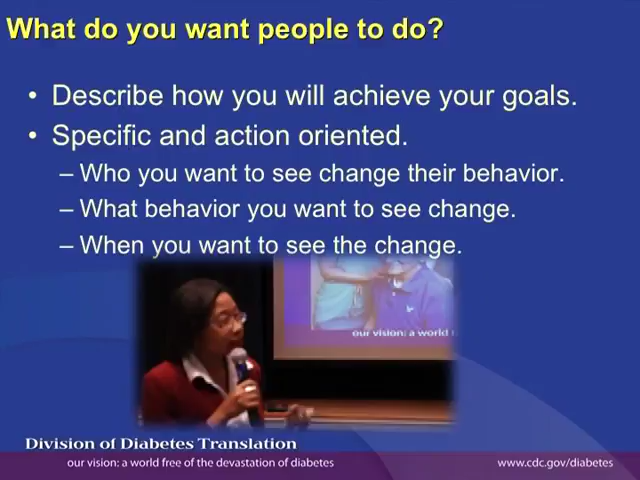 What do you want people to do?
• Describe how you will achieve your goals.
• Specific and action oriented.
– Who you want to see change their behavior.
– What behavior you want to see change.
– When you want to see the change.
our vision: a world
Division of Diabetes Translation
our vision: a world free of the devastation of diabetes
www.cdc.gov/diabetes